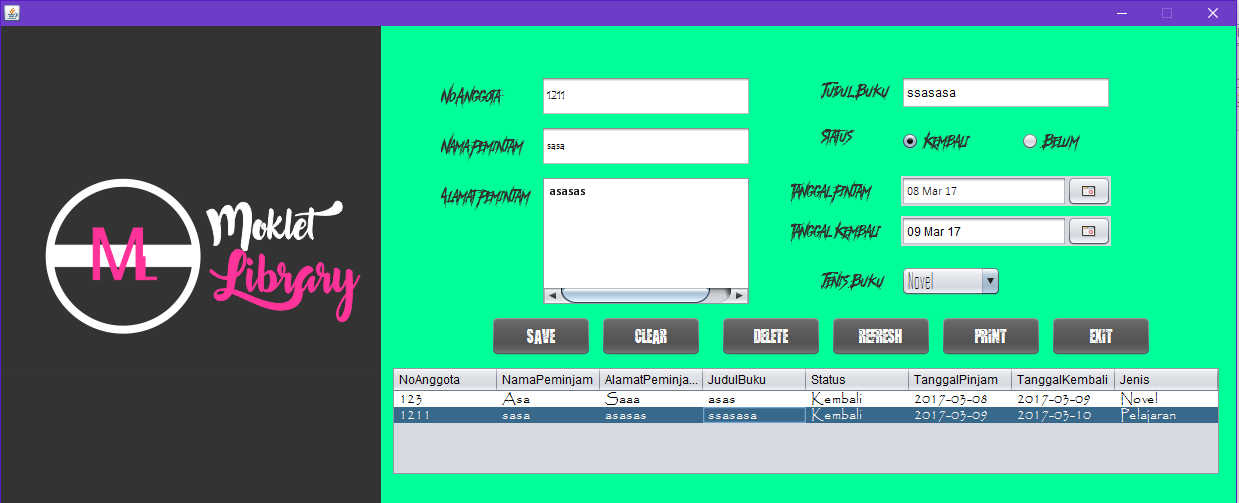 Moklet
Library
ML
NoAnggota
1211
Nama Peminjam
sasa
Alamat Peminjam
asasas
Judul Buku
ssasasa
Status
Kembali
Belum
Tanggal Pinjam
08 Mar 17
Tanggal Kembali
09 Mar 17
Jenis Buku
Novel
SAVE
CLEAR
DELETE
REFRESH
PRINT
EXIT
NoAnggota NamaPeminjam AlamatPeminja... JudulBuku Status TanggalPinjam TanggalKembali Jenis
123 Asa Saaa asas Kembali 2017-03-08 2017-03-09 Novel
1211 sasa asasas ssasasa Kembali 2017-03-09 2017-03-10 Pelajaran